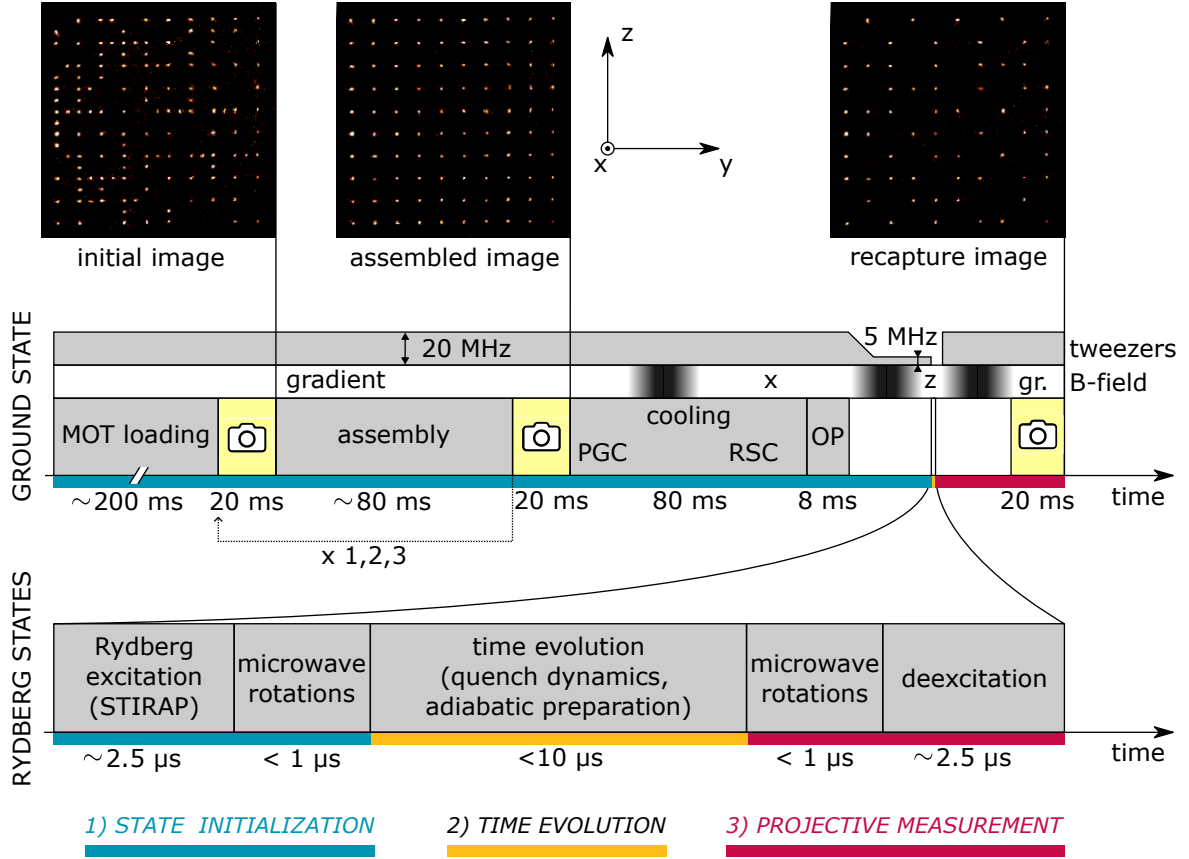 z
x
y
initial image
assembled image
recapture image
GROUND STATE
20 MHz
5 MHz
tweezers
gradient
x
z
gr.
B-field
MOT loading
assembly
cooling
PGC
RSC
OP
~200 ms
20 ms
~80 ms
20 ms
80 ms
8 ms
20 ms
time
x 1,2,3
RYDBERG STATES
Rydberg
excitation
(STIRAP)
microwave
rotations
time evolution
(quench dynamics,
adiabatic preparation)
microwave
rotations
deexcitation
~2.5 µs
< 1 µs
<10 µs
< 1 µs
~2.5 µs
time
1) STATE INITIALIZATION
2) TIME EVOLUTION
3) PROJECTIVE MEASUREMENT